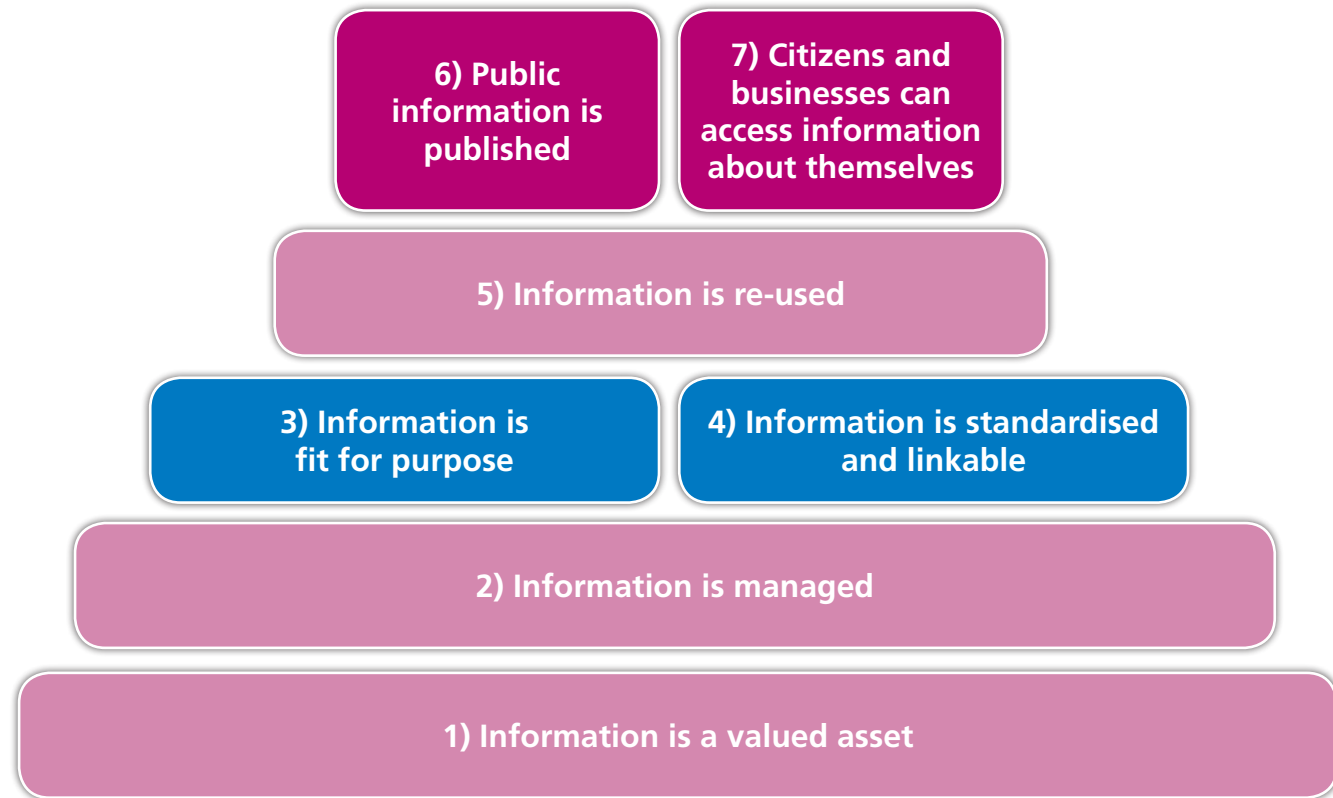 6) Public
information is
published
7) Citizens and
businesses can
access information
about themselves
5) Information is re-used
3) Information is
fit for purpose
4) Information is standardised
and linkable
2) Information is managed
1) Information is a valued asset